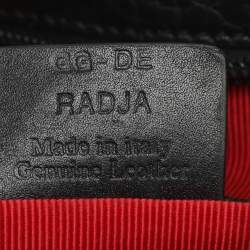 GG-DE
RADJA
Made in Italy
Genuine Leather